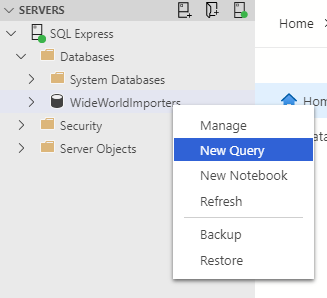 SERVERS
SQL Express
Databases
System Databases
WideWorldImporters
Security
Server Objects
Manage
New Query
New Notebook
Refresh
Backup
Restore
Home